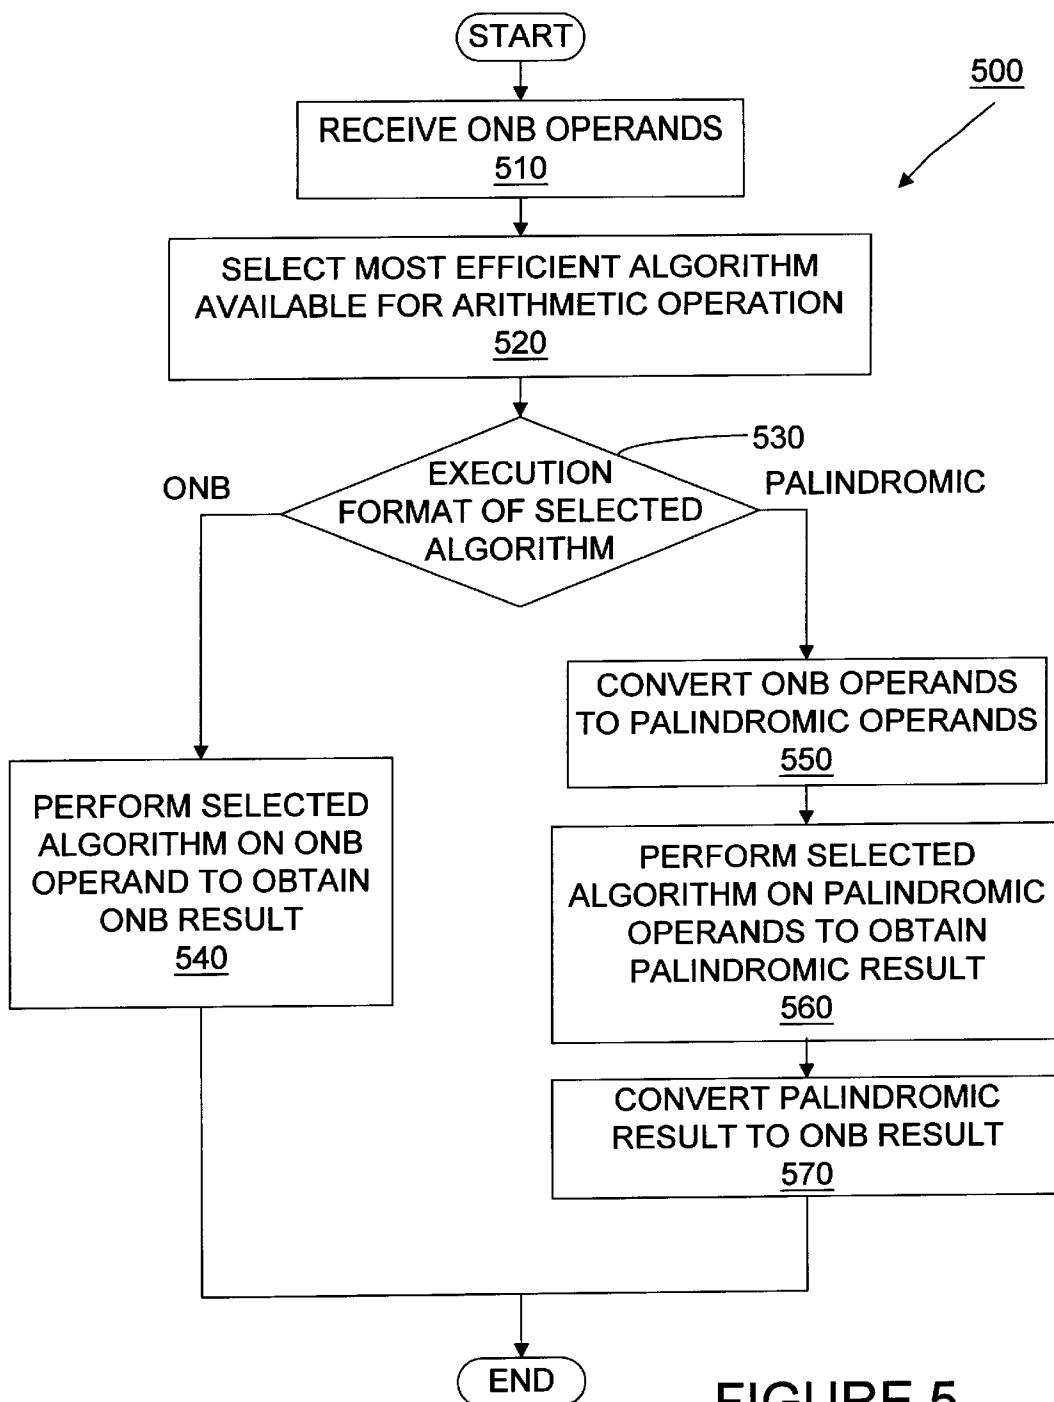 START
500
RECEIVE ONB OPERANDS
510
SELECT MOST EFFICIENT ALGORITHM
AVAILABLE FOR ARITHMETIC OPERATION
520
530
EXECUTION
FORMAT OF SELECTED
ALGORITHM
ONB
PALINDROMIC
PERFORM SELECTED
ALGORITHM ON ONB
OPERAND TO OBTAIN
ONB RESULT
540
CONVERT ONB OPERANDS
TO PALINDROMIC OPERANDS
550
PERFORM SELECTED
ALGORITHM ON PALINDROMIC
OPERANDS TO OBTAIN
PALINDROMIC RESULT
560
CONVERT PALINDROMIC
RESULT TO ONB RESULT
570
END
FIGURE 5